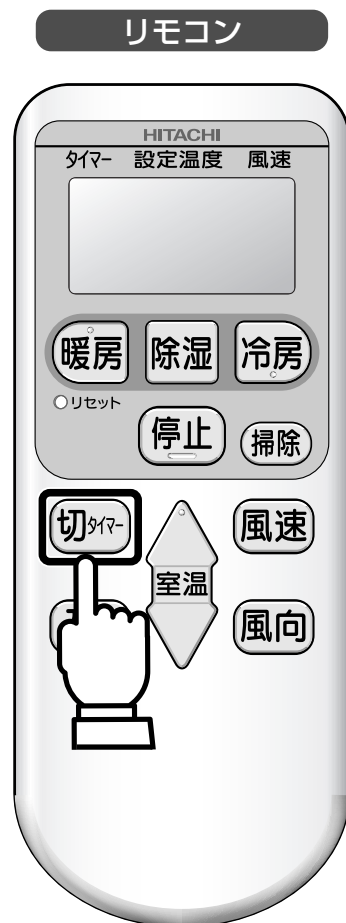 リモコン
HITACHI
タイマー 設定温度 風速
暖房 除湿 冷房
リセット
停止 掃除
切タイマー 風速
室温
風向